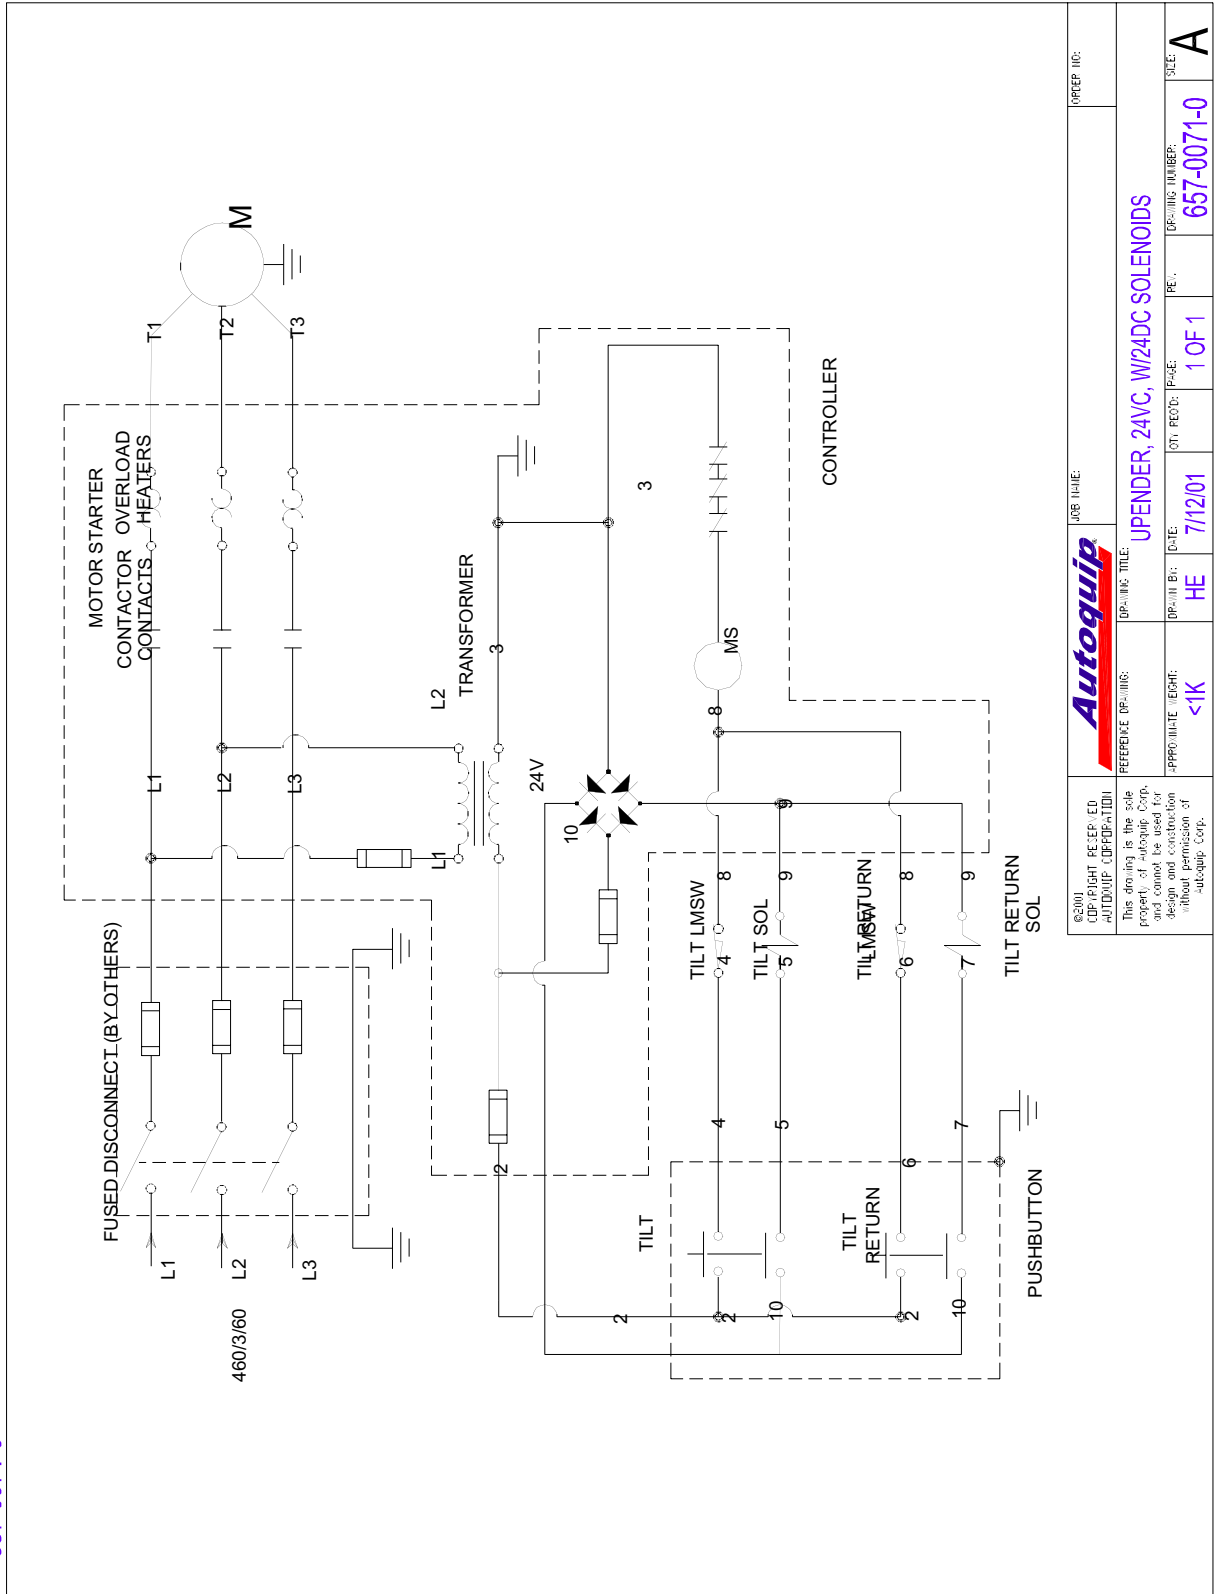 FUSED DISCONNECT (BY OTHERS)
460/3/60
L1
L2
L3
L1
L2
L3
MOTOR STARTER
CONTACTOR OVERLOAD
CONTACTS HEATERS
T1
T2
T3
M
L1
L2
TRANSFORMER
24V
3
3
10
2
CONTROLLER
MS
8
TILT LMSW
8
4
4
TILT
2
2
TILT SOL
9
9
5
5
10
TILT RETURN
LMSW
8
6
6
TILT
RETURN
2
TILT RETURN
SOL
9
7
7
10
PUSHBUTTON
©2001
COPYRIGHT RESERVED
AUTOQUIP CORPORATION
This drawing is the sole
property of Autoquip Corp.
and cannot be used for
design and construction
without permission of
Autoquip Corp.
Autoquip®
JOB NAME:
ORDER NO:
REFERENCE DRAWING:
DRAWING TITLE:
UPENDER, 24VC, W/24DC SOLENOIDS
APPROXIMATE WEIGHT:
<1K
DRAWN BY:
HE
DATE:
7/12/01
QTY REQ'D:
PAGE:
1 OF 1
REV.
DRAWING NUMBER:
657-0071-0
SIZE:
A